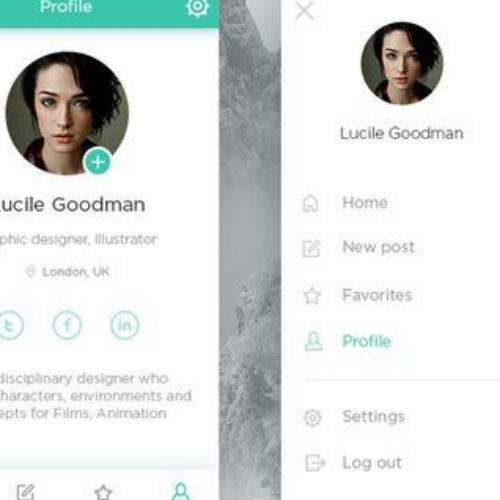 Profile
Lucile Goodman
phic designer, Illustrator
London, UK
disciplinary designer who
characters, environments and
epts for Films, Animation
Lucile Goodman
Home
New post
Favorites
Profile
Settings
Log out